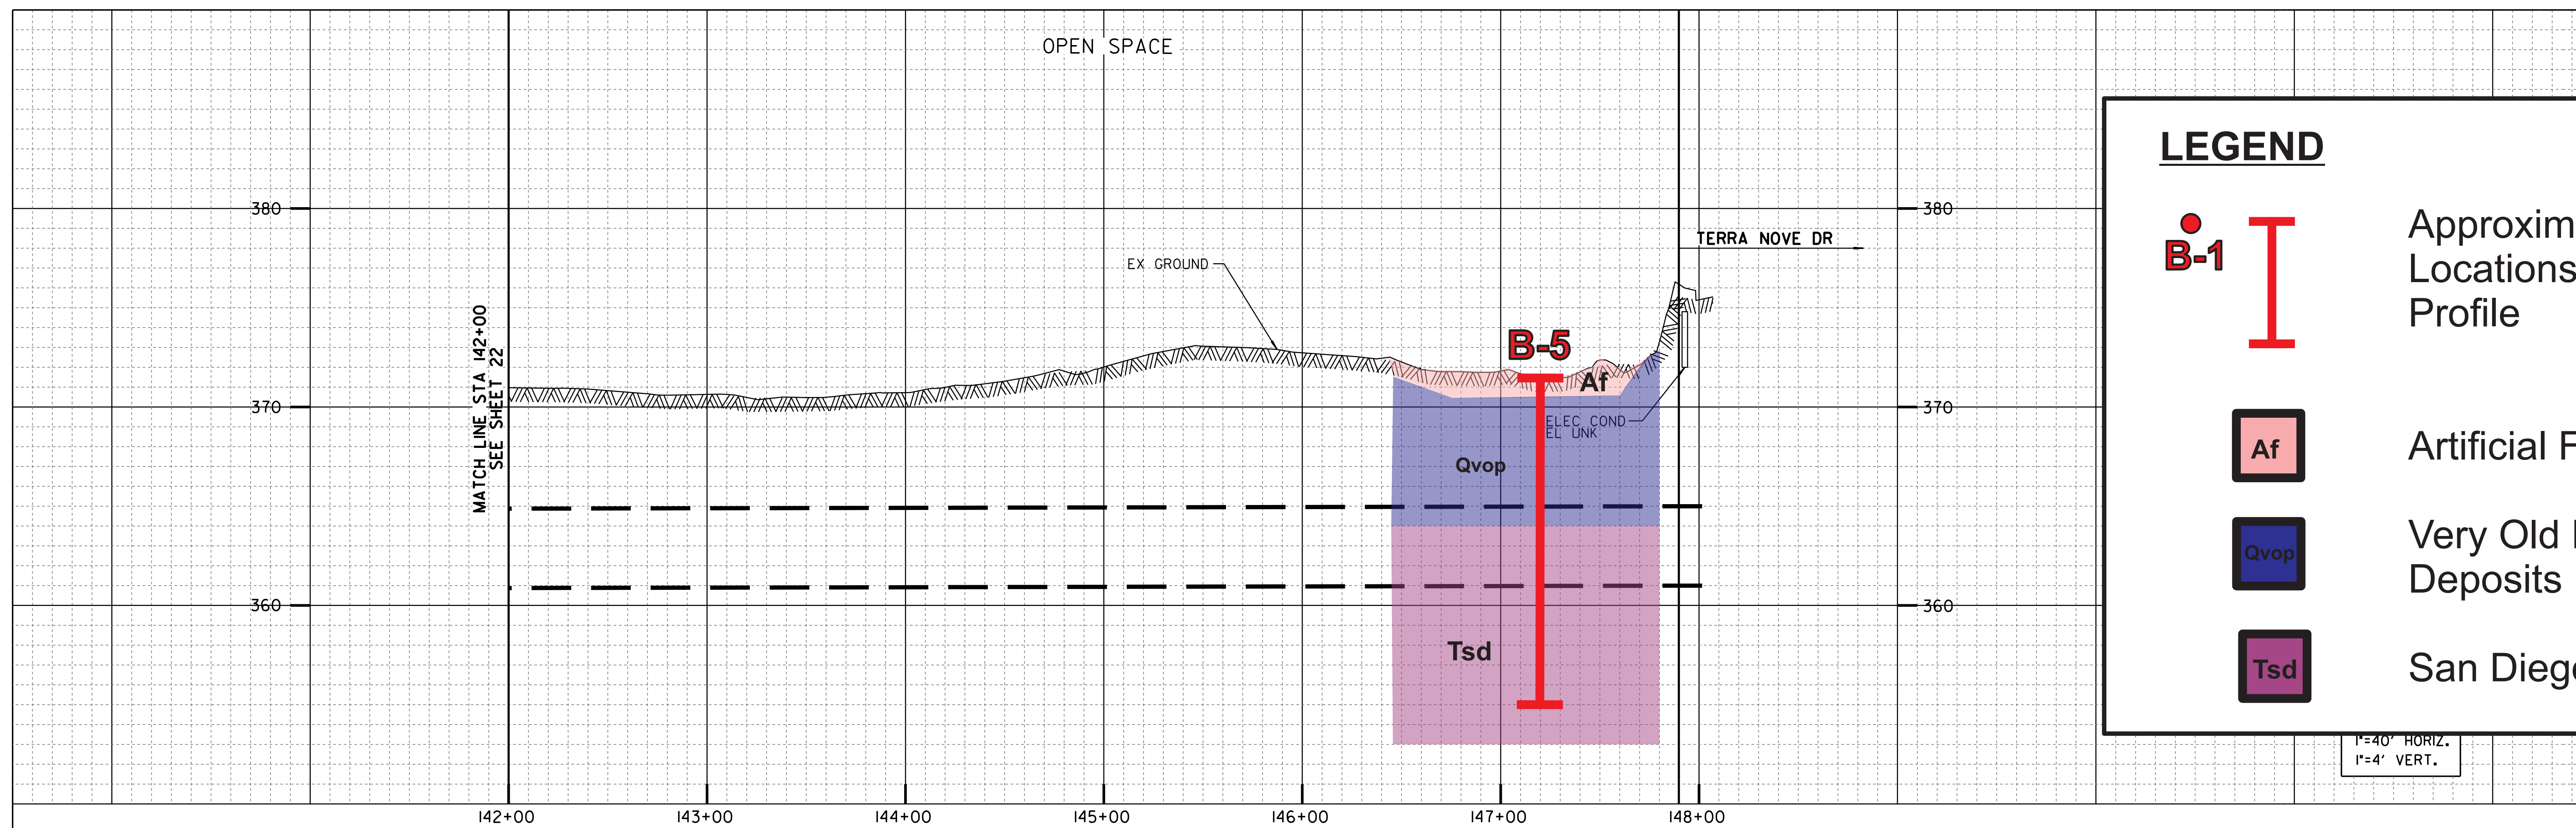 OPEN SPACE
380
380
TERRA NOVE DR
EX GROUND
MATCH LINE STA 142+00
SEE SHEET 22
B-5
Af
370
370
ELEC COND
EL UNK
Qvop
360
360
Tsd
142+00
143+00
144+00
145+00
146+00
147+00
148+00
LEGEND
B-1
Approxim
Locations
Profile
Af
Artificial F
Qvop
Very Old
Deposits
Tsd
San Dieg
1"=40' HORIZ.
1"=4' VERT.